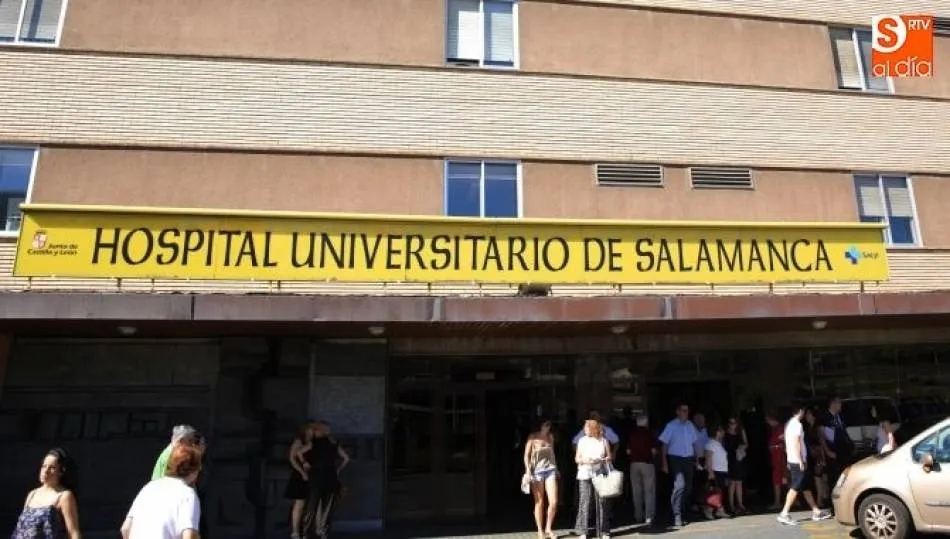 S RTV
al día
Junta de
Castilla y León
HOSPITAL UNIVERSITARIO DE SALAMANCA
Sacyl